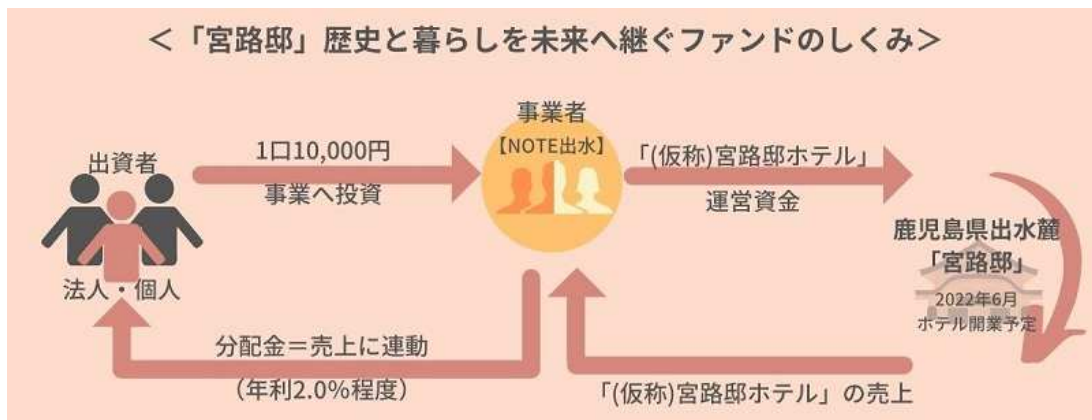 ＜「宮路邸」歴史と暮らしを未来へ継ぐファンドのしくみ＞
出資者
法人・個人
1口10,000円
事業へ投資
事業者
【NOTE出水】
「(仮称)宮路邸ホテル」
運営資金
鹿児島県出水麓
「宮路邸」
2022年6月
ホテル開業予定
「(仮称)宮路邸ホテル」の売上
分配金＝売上に連動
（年利2.0%程度）